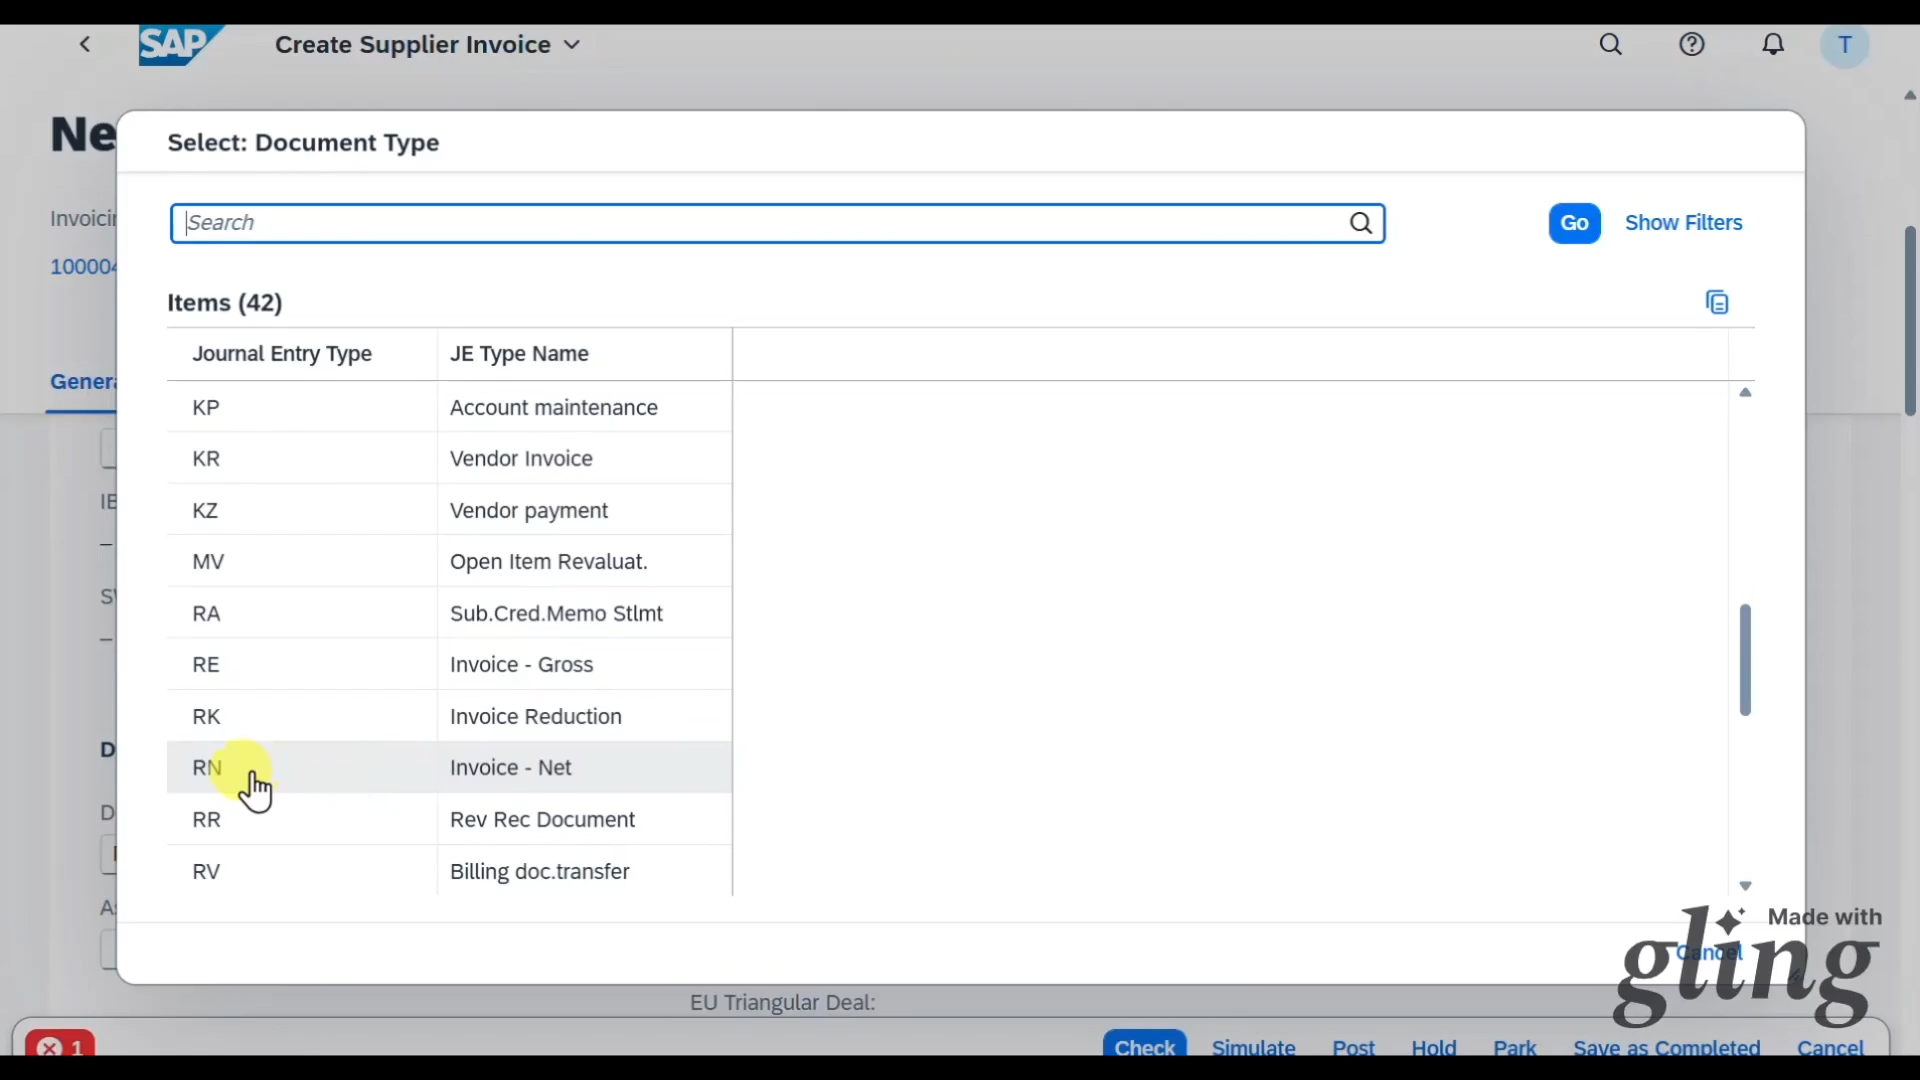 SAP Create Supplier Invoice T
Ne
Select: Document Type
Search Go Show Filters
Invoici
100004
Items (42)
Journal Entry Type JE Type Name
Genera
KP Account maintenance
KR Vendor Invoice
KZ Vendor payment
MV Open Item Revaluat.
RA Sub.Cred.Memo Stlmt
RE Invoice - Gross
RK Invoice Reduction
RN Invoice - Net
RR Rev Rec Document
RV Billing doc.transfer
Made with
gling
Cancel
EU Triangular Deal:
1 Check Simulate Post Hold Park Save as Completed Cancel